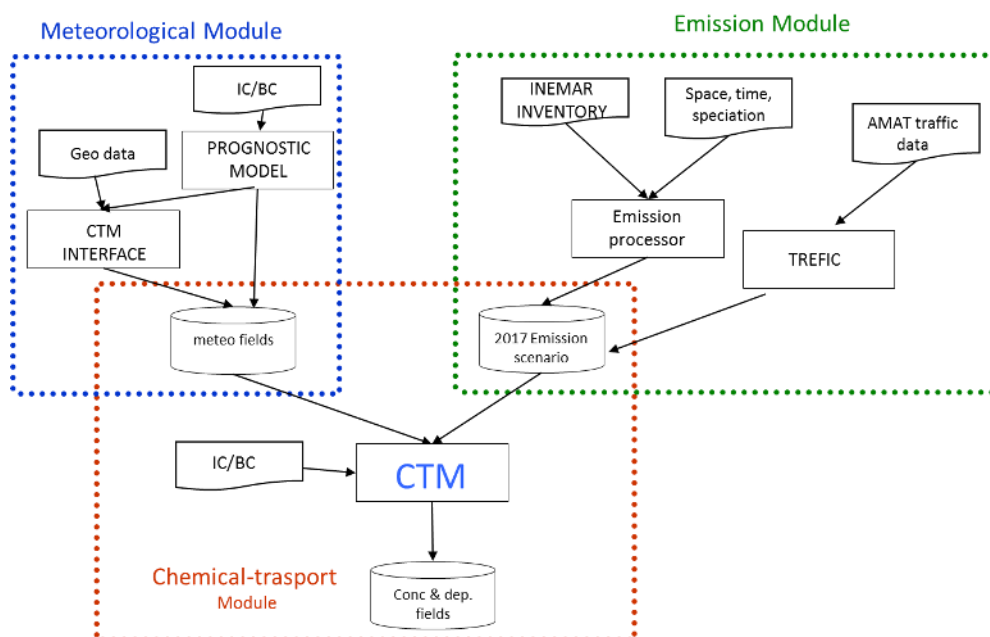 Meteorological Module
Emission Module
IC/BC
INEMAR
INVENTORY
Space, time,
speciation
AMAT traffic
data
Geo data
PROGNOSTIC
MODEL
CTM
INTERFACE
Emission
processor
TREFIC
meteo fields
2017 Emission
scenario
IC/BC
CTM
Chemical-trasport
Module
Conc & dep.
fields